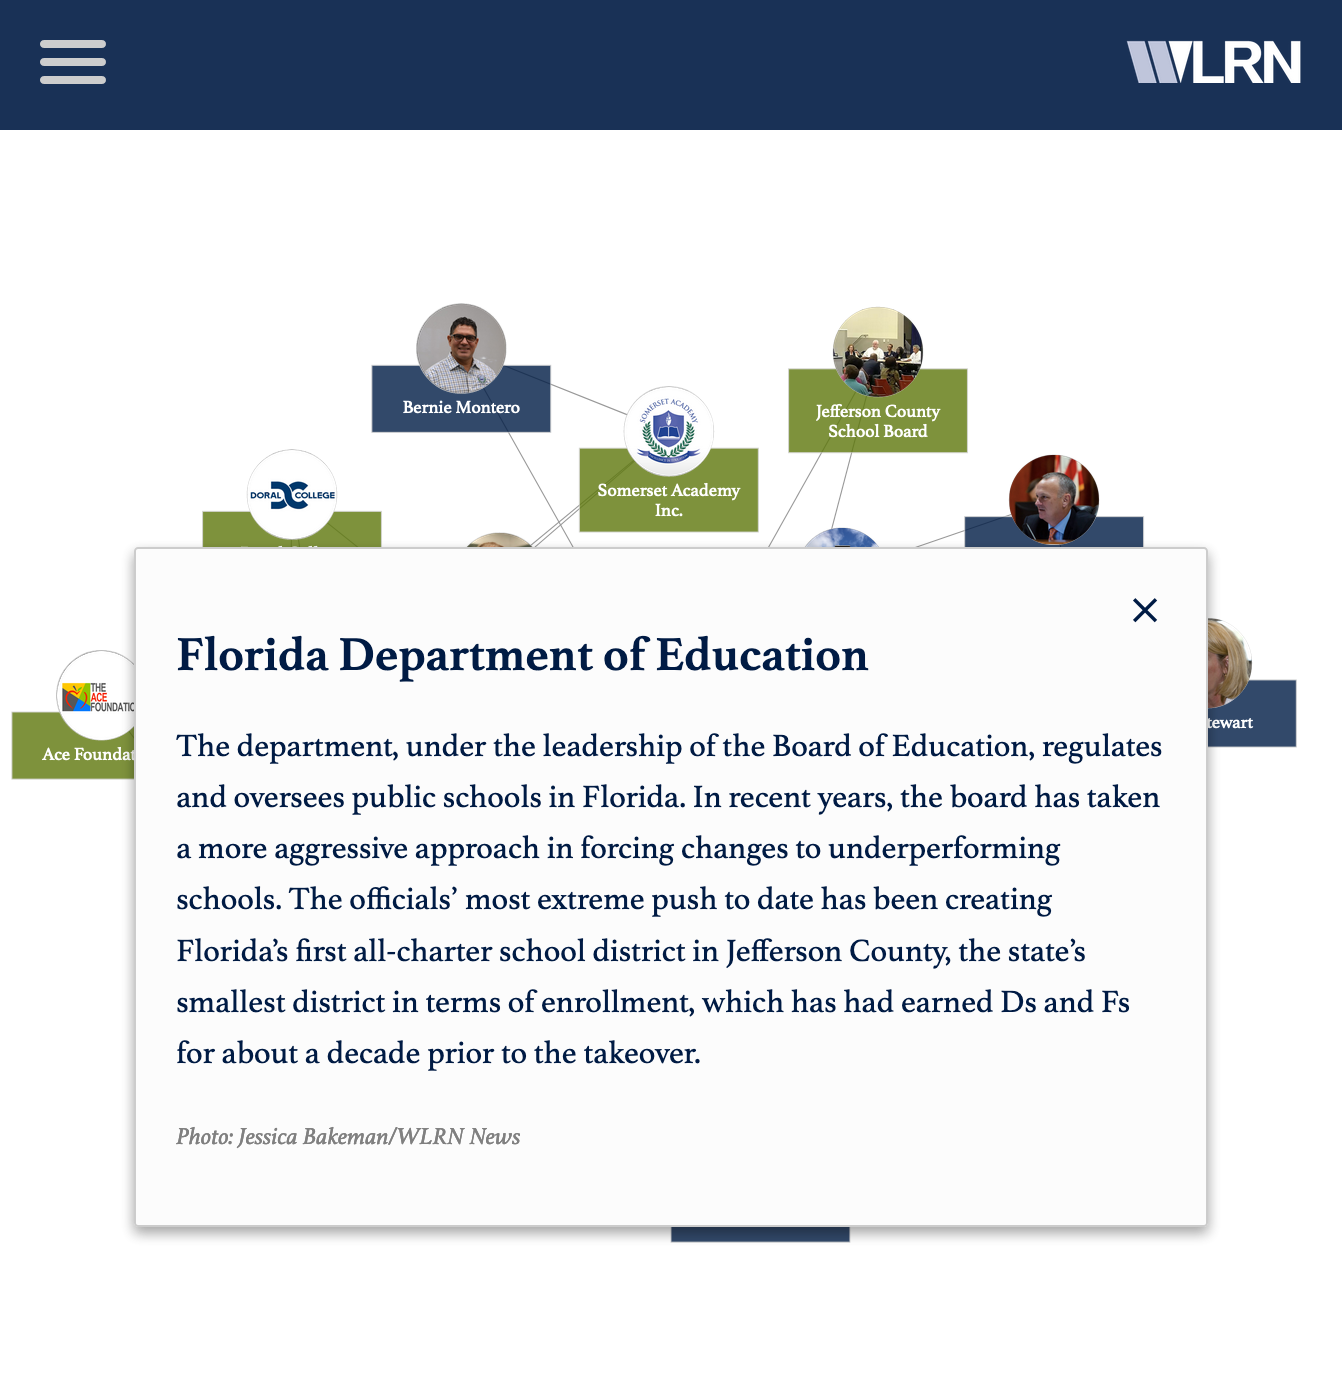 WLRN
Bernie Montero
Jefferson County
School Board
SOMERSET ACADEMY
Somerset Academy
Inc.
DORAL COLLEGE
THE
ACE
Ace
Florida Department of Education
The department, under the leadership of the Board of Education, regulates
and oversees public schools in Florida. In recent years, the board has taken
a more aggressive approach in forcing changes to underperforming
schools. The officials’ most extreme push to date has been creating
Florida’s first all-charter school district in Jefferson County, the state’s
smallest district in terms of enrollment, which has had earned Ds and Fs
for about a decade prior to the takeover.
Photo: Jessica Bakeman/WLRN News